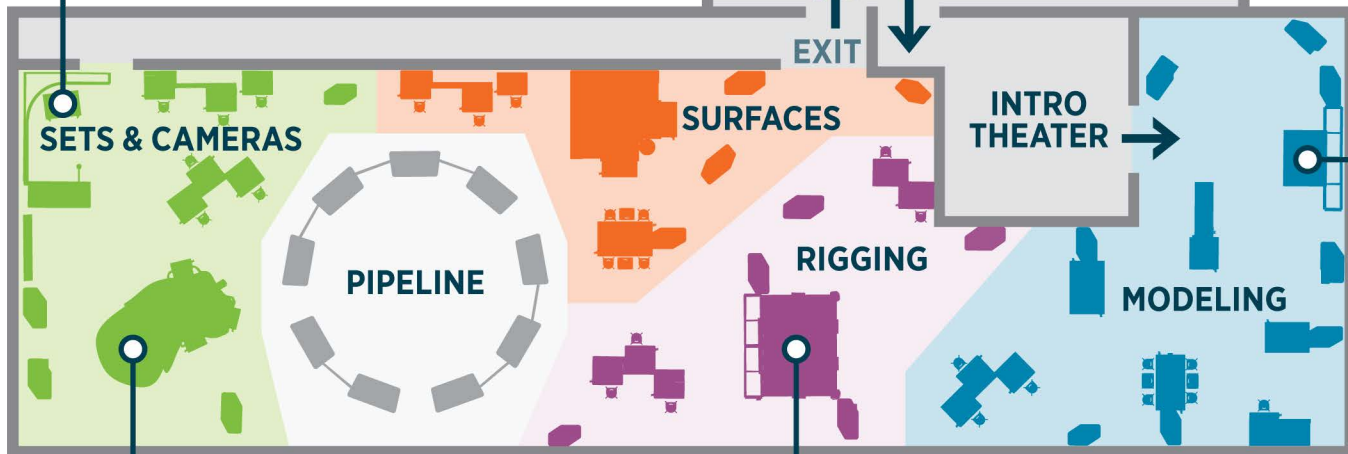 EXIT
SETS & CAMERAS
SURFACES
INTRO
THEATER
PIPELINE
RIGGING
MODELING